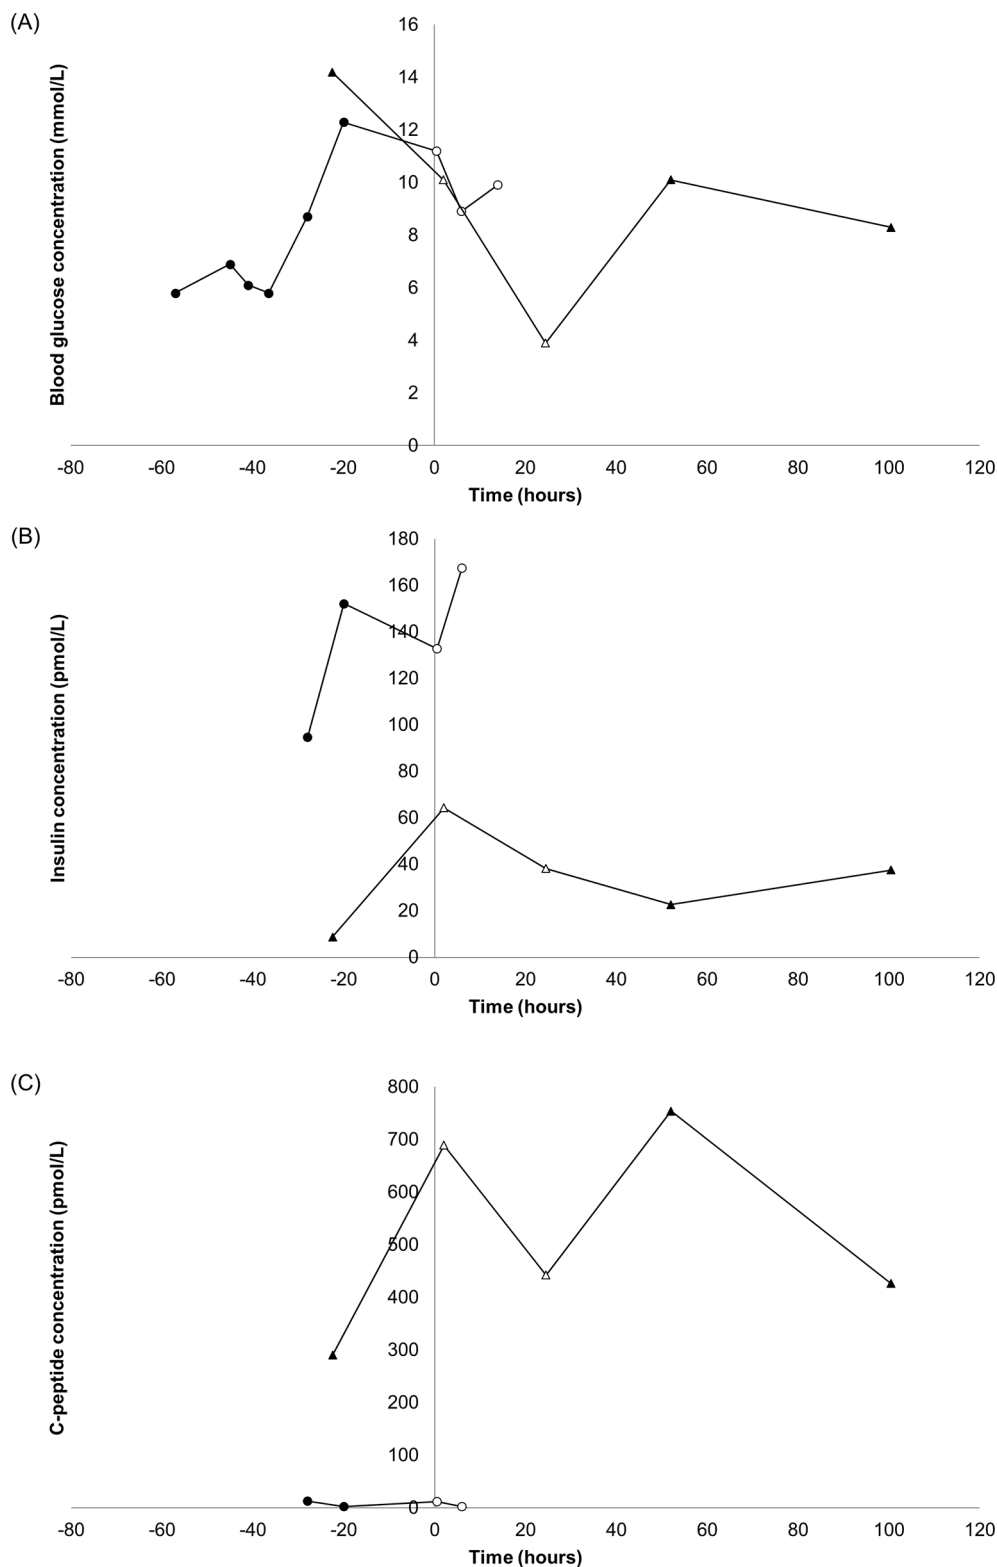 (A)
Blood glucose concentration (mmol/L)
16
14
12
10
8
6
4
2
0
-80 -60 -40 -20 0 20 40 60 80 100 120
Time (hours)
(B)
Insulin concentration (pmol/L)
180
160
140
120
100
80
60
40
20
0
-80 -60 -40 -20 0 20 40 60 80 100 120
Time (hours)
(C)
C-peptide concentration (pmol/L)
800
700
600
500
400
300
200
100
0
-80 -60 -40 -20 0 20 40 60 80 100 120
Time (hours)